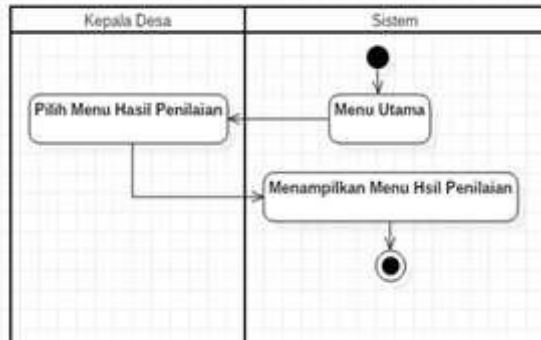 Kepala Desa
Sistem
Pilih Menu Hasil Penilaian
Menu Utama
Menampilkan Menu Hsil Penilaian